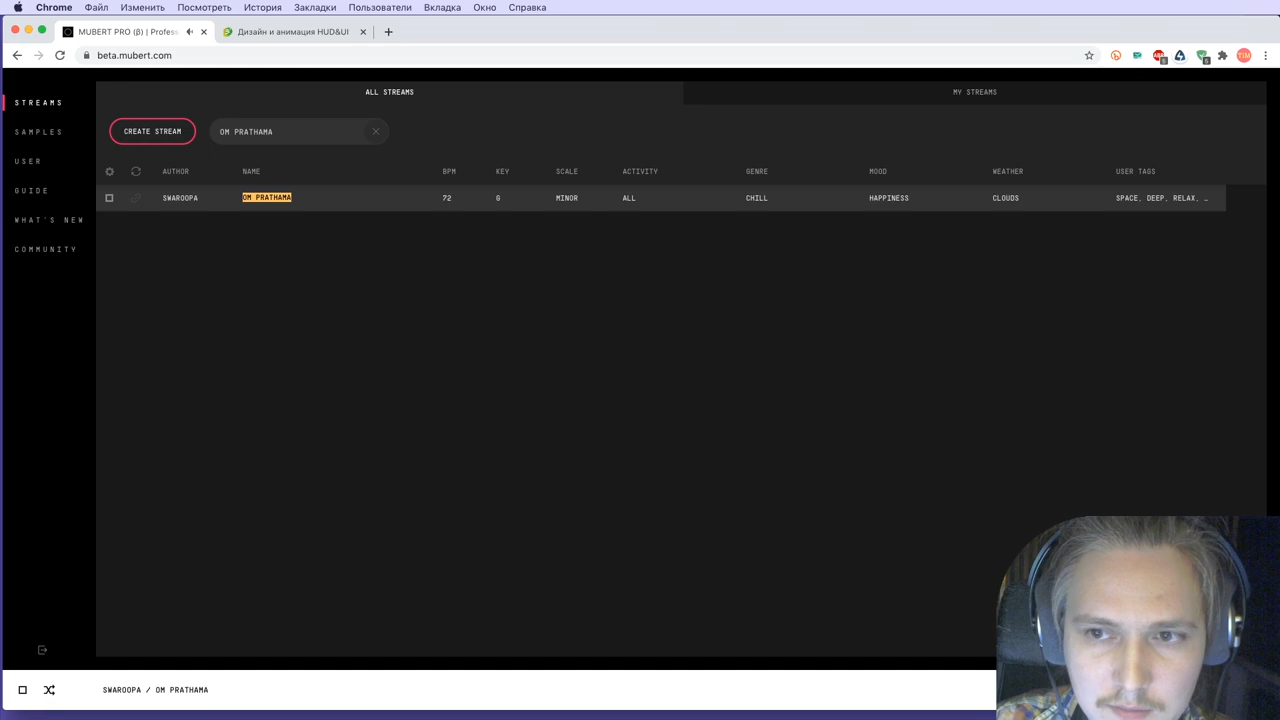 Chrome Файл Изменить Посмотреть История Закладки Пользователи Вкладка Окно Справка
MUBERT PRO (β) | Profess
Дизайн и анимация HUD&UI
beta.mubert.com
TIM
ALL STREAMS
MY STREAMS
STREAMS
SAMPLES
USER
GUIDE
WHAT'S NEW
COMMUNITY
CREATE STREAM
OM PRATHAMA
AUTHOR NAME BPM KEY SCALE ACTIVITY GENRE MOOD WEATHER USER TAGS
SWAROOPA OM PRATHAMA 72 G MINOR ALL CHILL HAPPINESS CLOUDS SPACE, DEEP, RELAX, …
SWAROOPA / OM PRATHAMA